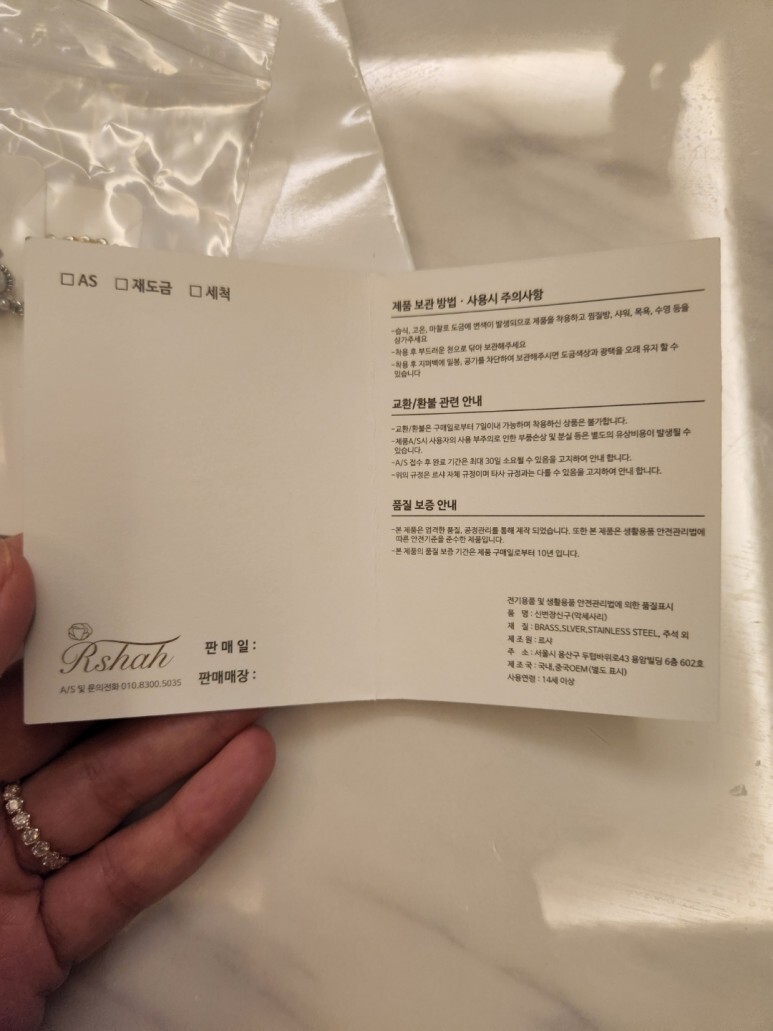 □ AS □ 재도금 □ 세척
Rshah
A/S 및 문의전화 010.8300.5035
판 매 일 :
판매매장 :
제품 보관 방법 · 사용시 주의사항
-습식, 고온, 마찰로 도금에 변색이 발생되므로 제품을 착용하고 찜질방, 샤워, 목욕, 수영 등을
삼가주세요
-착용 후 부드러운 천으로 닦아 보관해주세요
-착용 후 지퍼백에 밀봉, 공기를 차단하여 보관해주시면 도금색상과 광택을 오래 유지 할 수
있습니다
교환/환불 관련 안내
-교환/환불은 구매일로부터 7일이내 가능하며 착용하신 상품은 불가합니다.
-제품A/S시 사용자의 사용 부주의로 인한 부품손상 및 분실 등은 별도의 유상비용이 발생될 수
있습니다.
-A/S 접수 후 완료 기간은 최대 30일 소요될 수 있음을 고지하여 안내 합니다.
-위의 규정은 르샤 자체 규정이며 타사 규정과는 다를 수 있음을 고지하여 안내 합니다.
품질 보증 안내
-본 제품은 엄격한 품질, 공정관리를 통해 제작 되었습니다. 또한 본 제품은 생활용품 안전관리법에
따른 안전기준을 준수한 제품입니다.
-본 제품의 품질 보증 기간은 제품 구매일로부터 10년 입니다.
전기용품 및 생활용품 안전관리법에 의한 품질표시
품 명 : 신변장신구(악세사리)
재 질 : BRASS,SLVER,STAINLESS STEEL, 주석 외
제 조 원 : 르샤
주 소 : 서울시 용산구 두텁바위로43 용암빌딩 6층 602호
제 조 국 : 국내,중국OEM(별도 표시)
사용연령 : 14세 이상